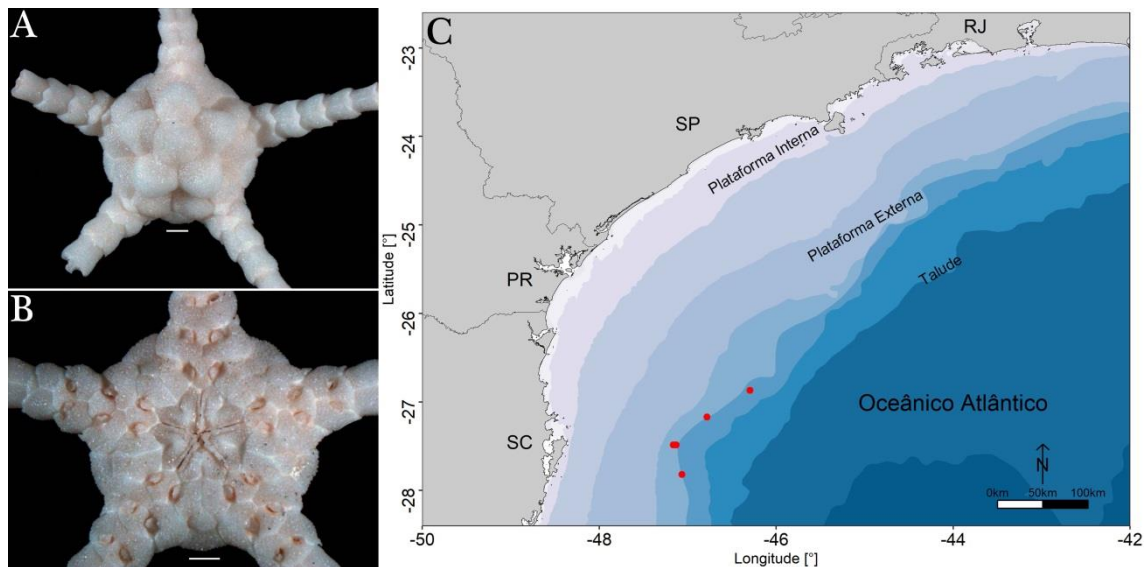 A
B
C
RJ
SP
PR
SC
Plataforma Interna
Plataforma Externa
Talude
Oceânico Atlântico
N
0km 50km 100km
Latitude [°]
-23
-24
-25
-26
-27
-28
-50
-48
-46
-44
-42
Longitude [°]